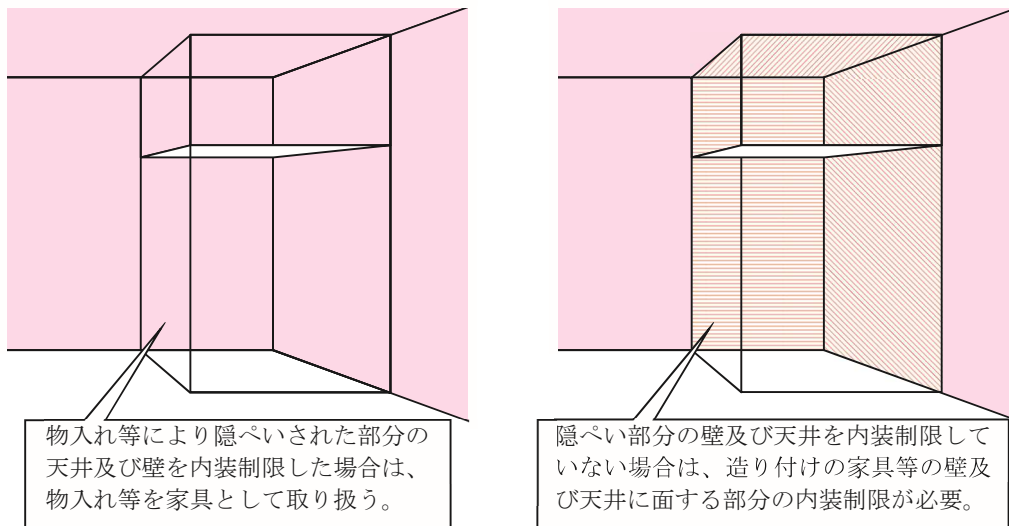 物入れ等により隠ぺいされた部分の
天井及び壁を内装制限した場合は、
物入れ等を家具として取り扱う。
隠ぺい部分の壁及び天井を内装制限して
いない場合は、造り付けの家具等の壁及
び天井に面する部分の内装制限が必要。